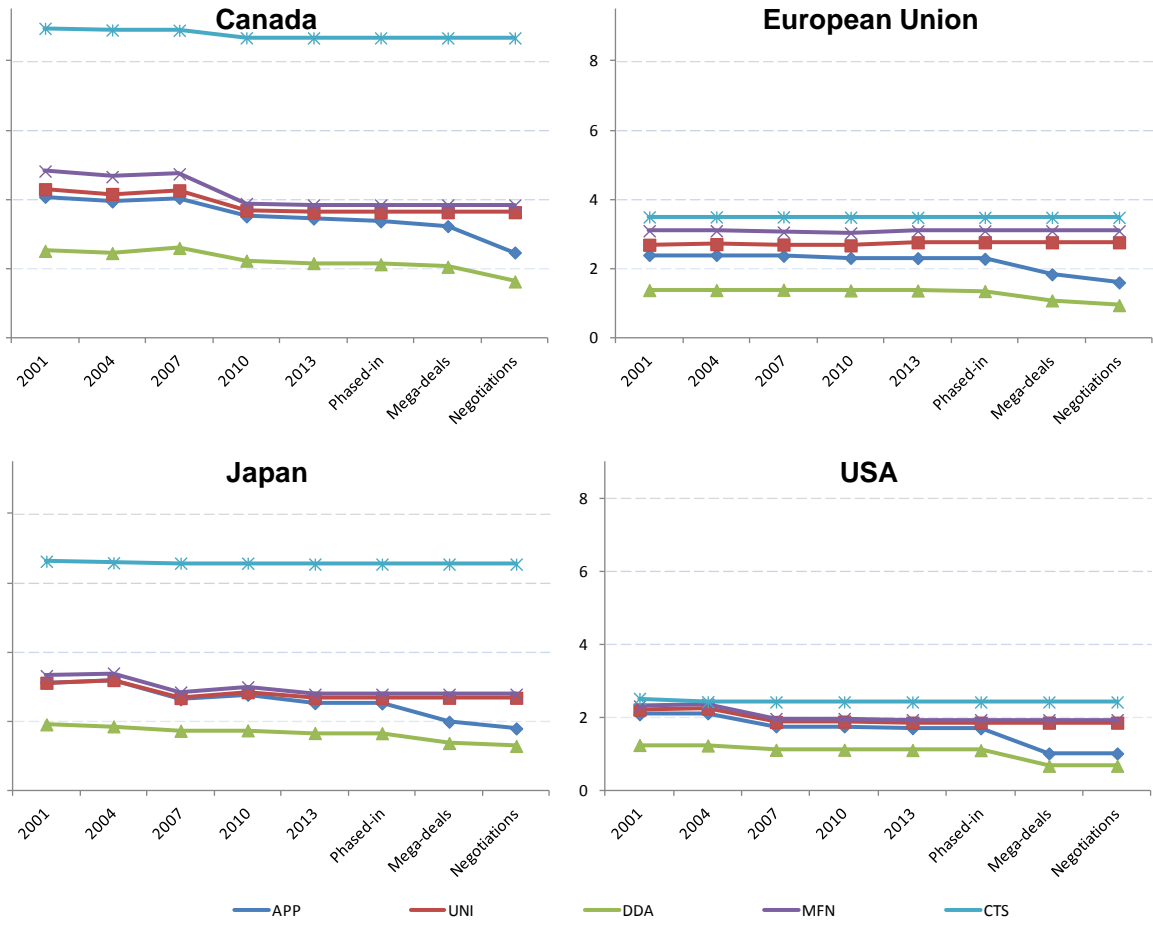 Canada
2001 2004 2007 2010 2013 Phased-in Mega-deals Negotiations
European Union
8
6
4
2
0
2001 2004 2007 2010 2013 Phased-in Mega-deals Negotiations
Japan
2001 2004 2007 2010 2013 Phased-in Mega-deals Negotiations
USA
8
6
4
2
0
2001 2004 2007 2010 2013 Phased-in Mega-deals Negotiations
APP UNI DDA MFN CTS